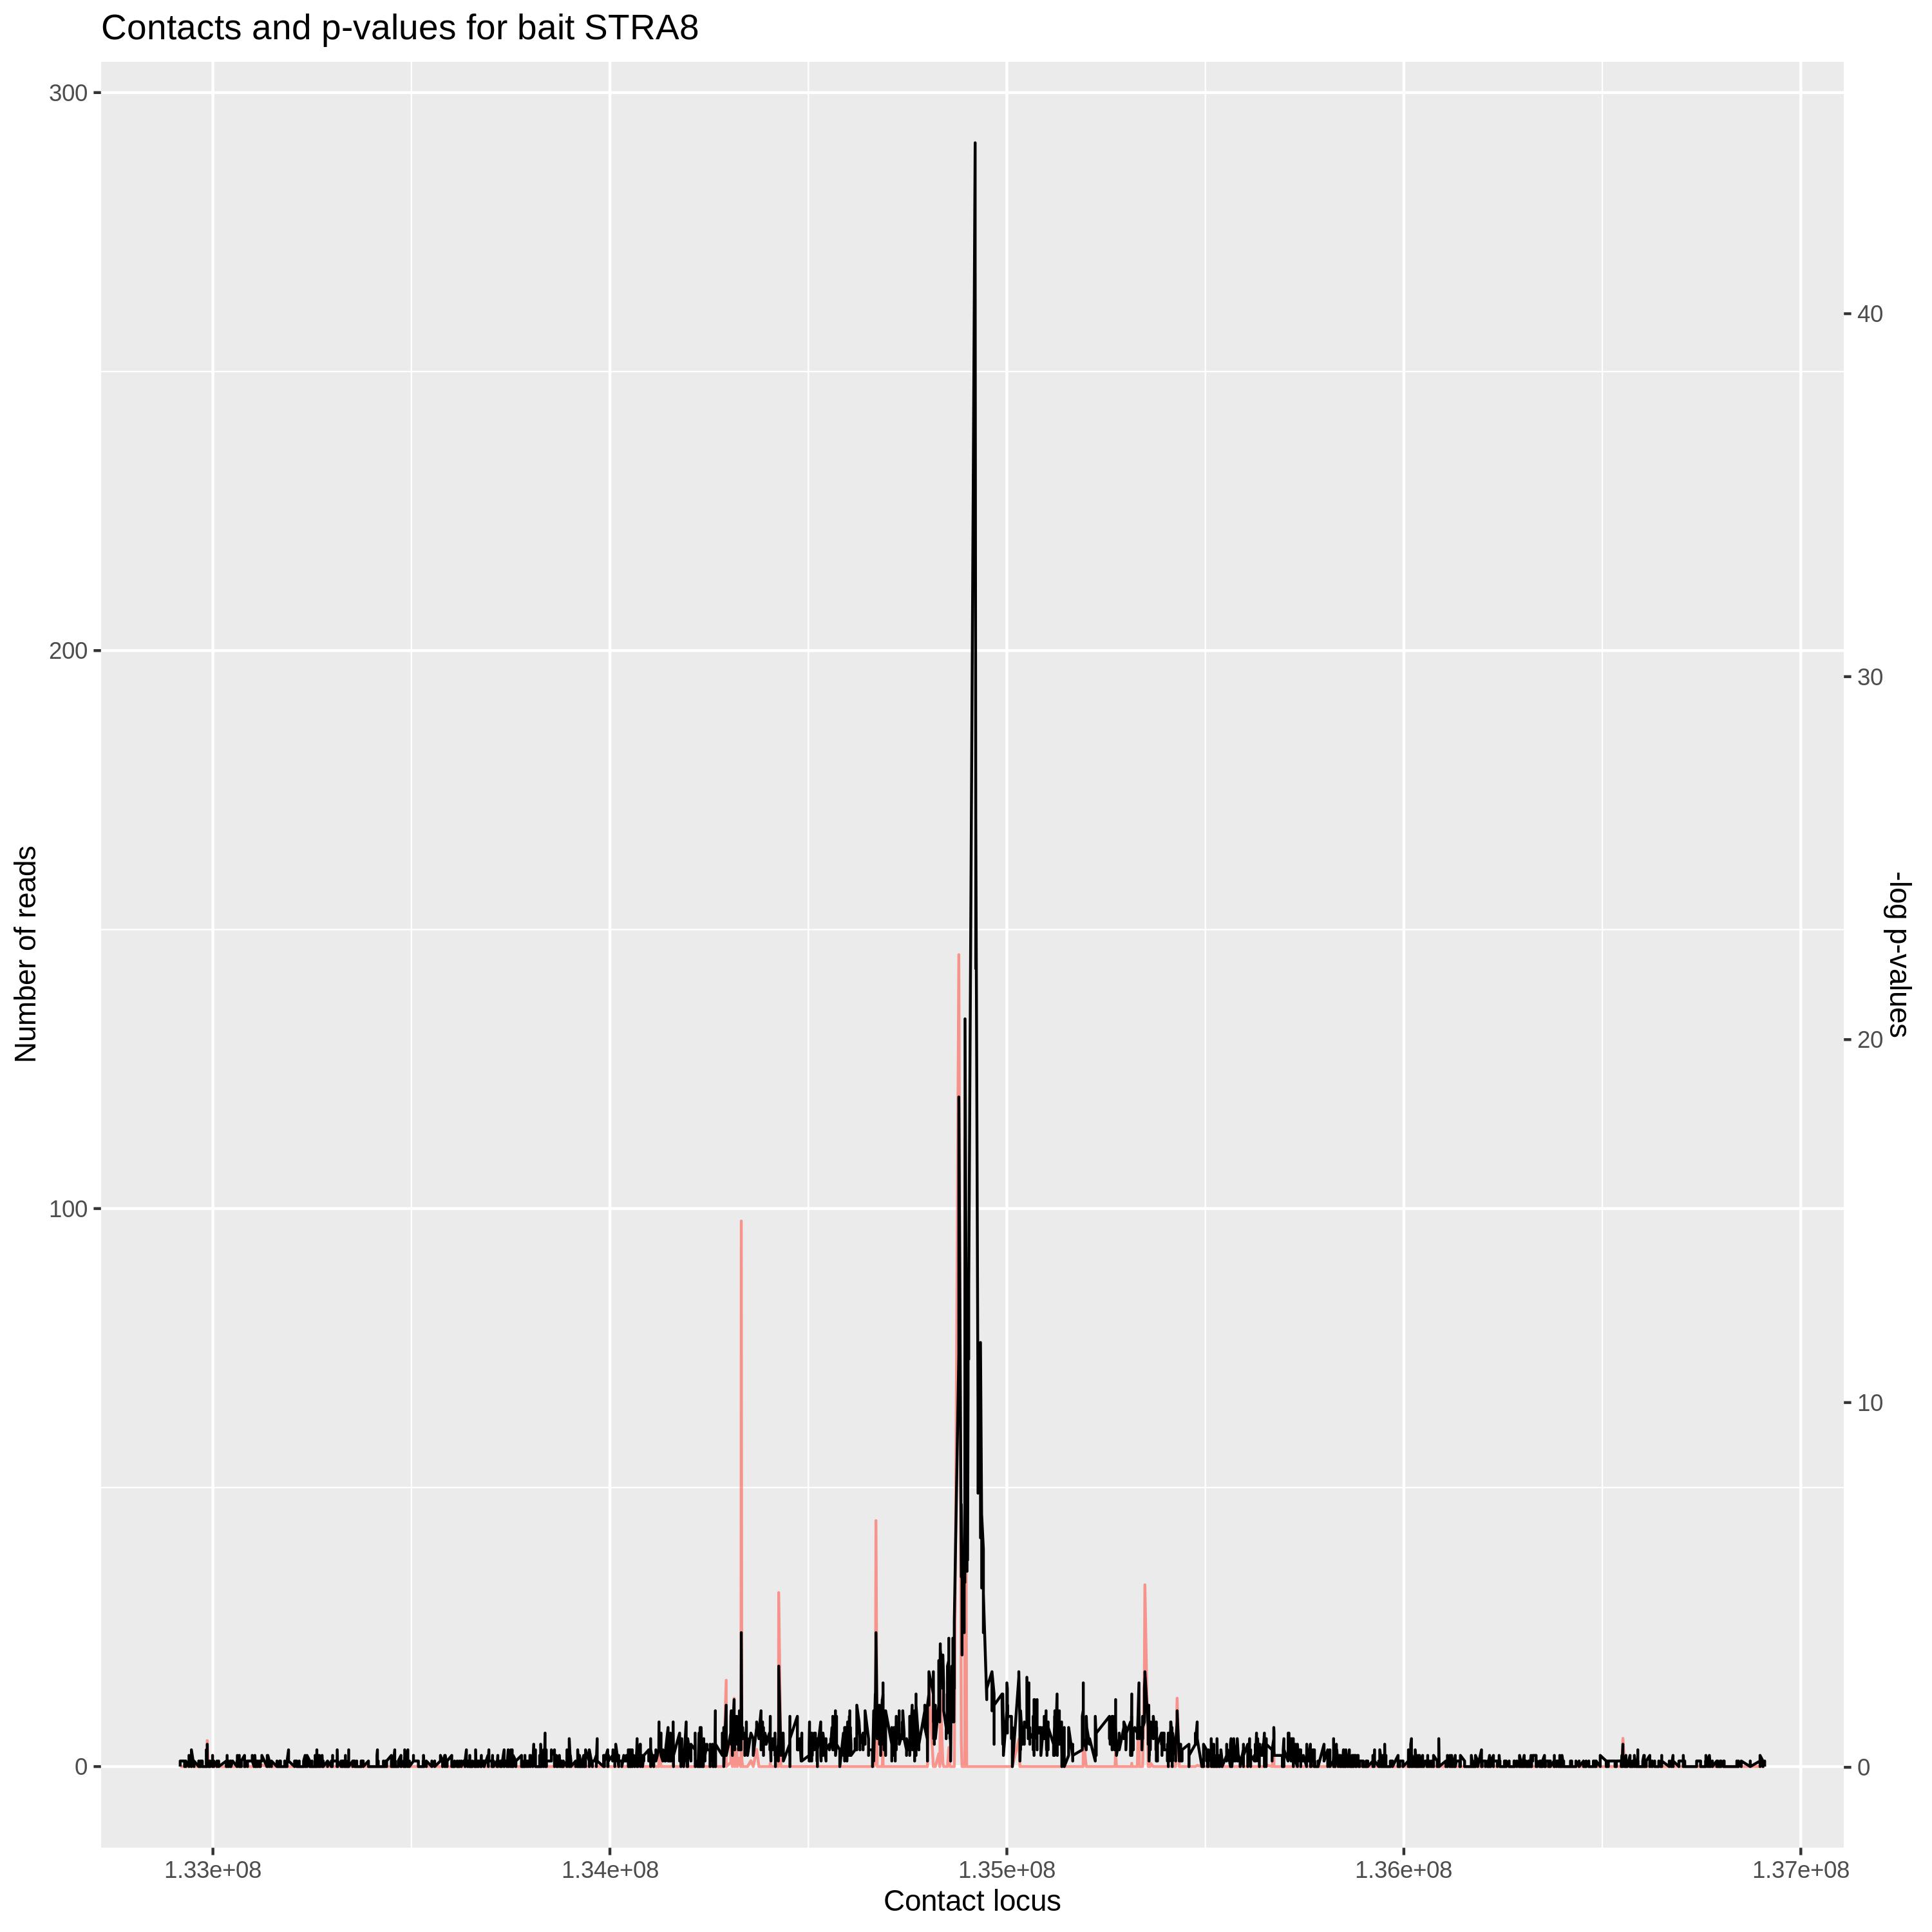 Contacts and p-values for bait STRA8
300
200
100
0
Number of reads
40
30
20
10
0
-log p-values
1.33e+08 1.34e+08 1.35e+08 1.36e+08 1.37e+08
Contact locus